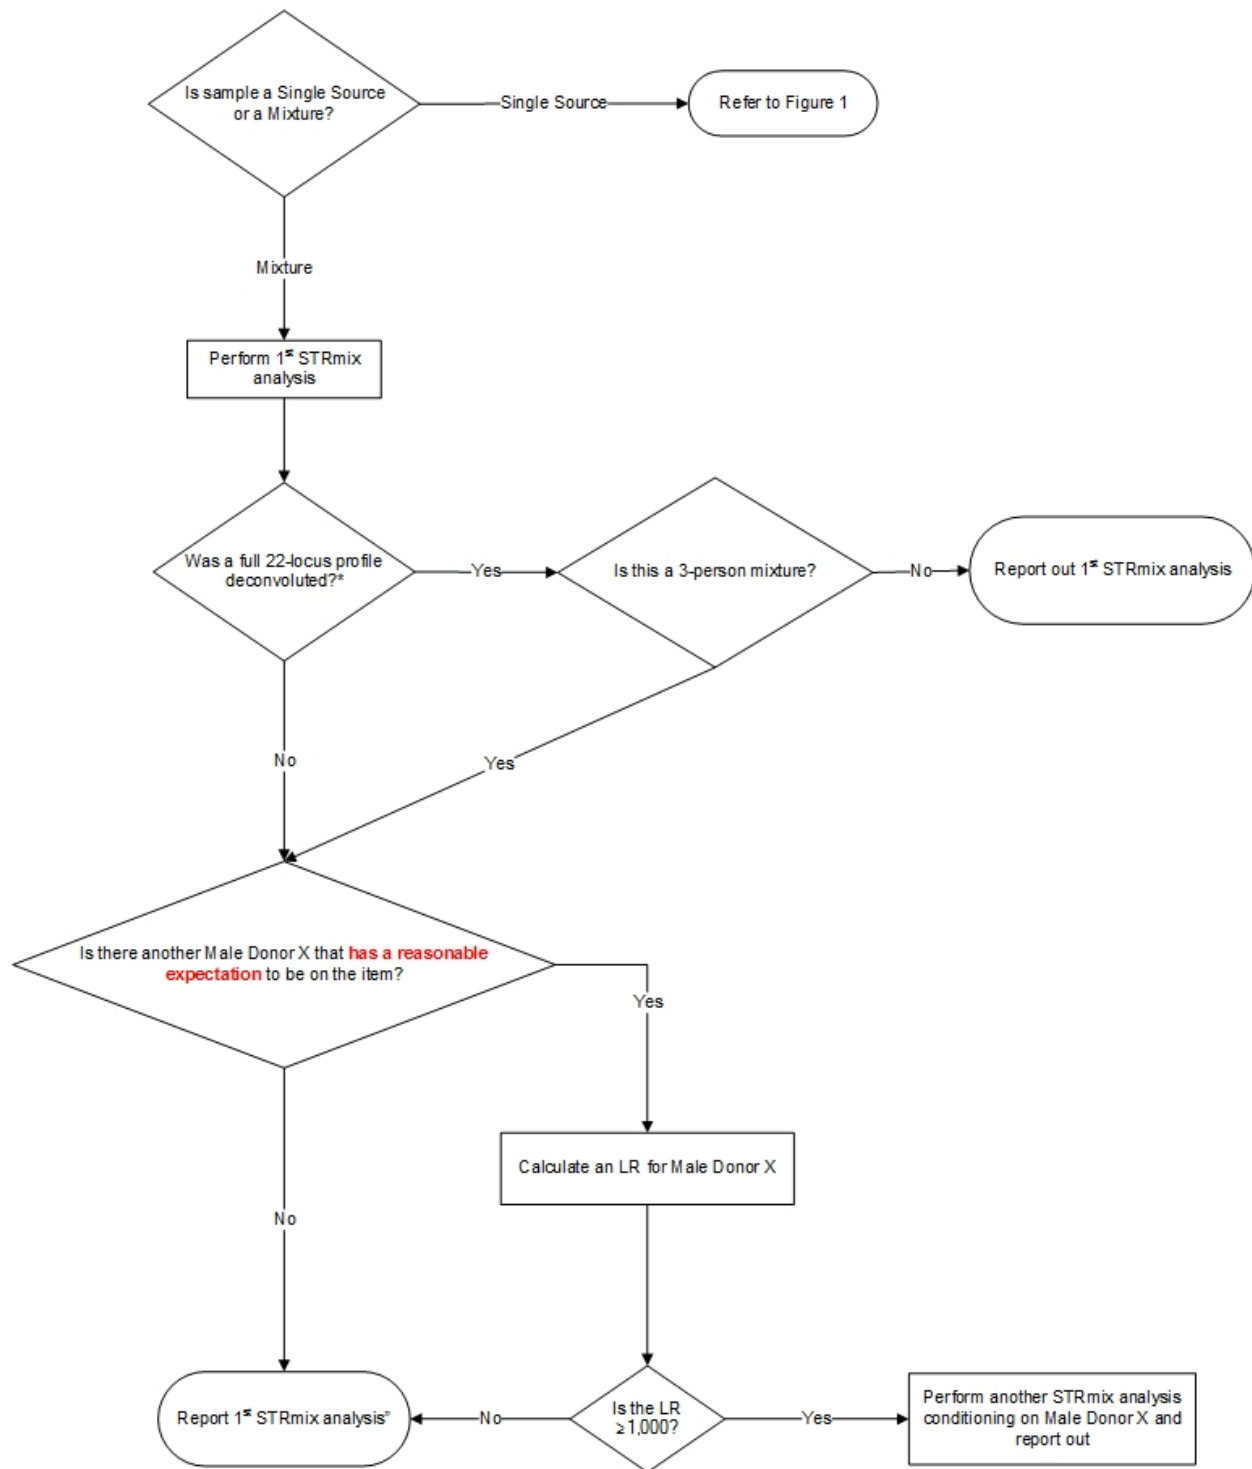 Is sample a Single Source
or a Mixture?
Single Source
Refer to Figure 1
Mixture
Perform 1st STRmix
analysis
Was a full 22-locus profile
deconvoluted?*
Yes
Is this a 3-person mixture?
No
Report out 1st STRmix analysis
No
Yes
Is there another Male Donor X that has a reasonable
expectation to be on the item?
Yes
Calculate an LR for Male Donor X
No
Report 1st STRmix analysis"
No
Is the LR
≥1,000?
Yes
Perform another STRmix analysis
conditioning on Male Donor X and
report out